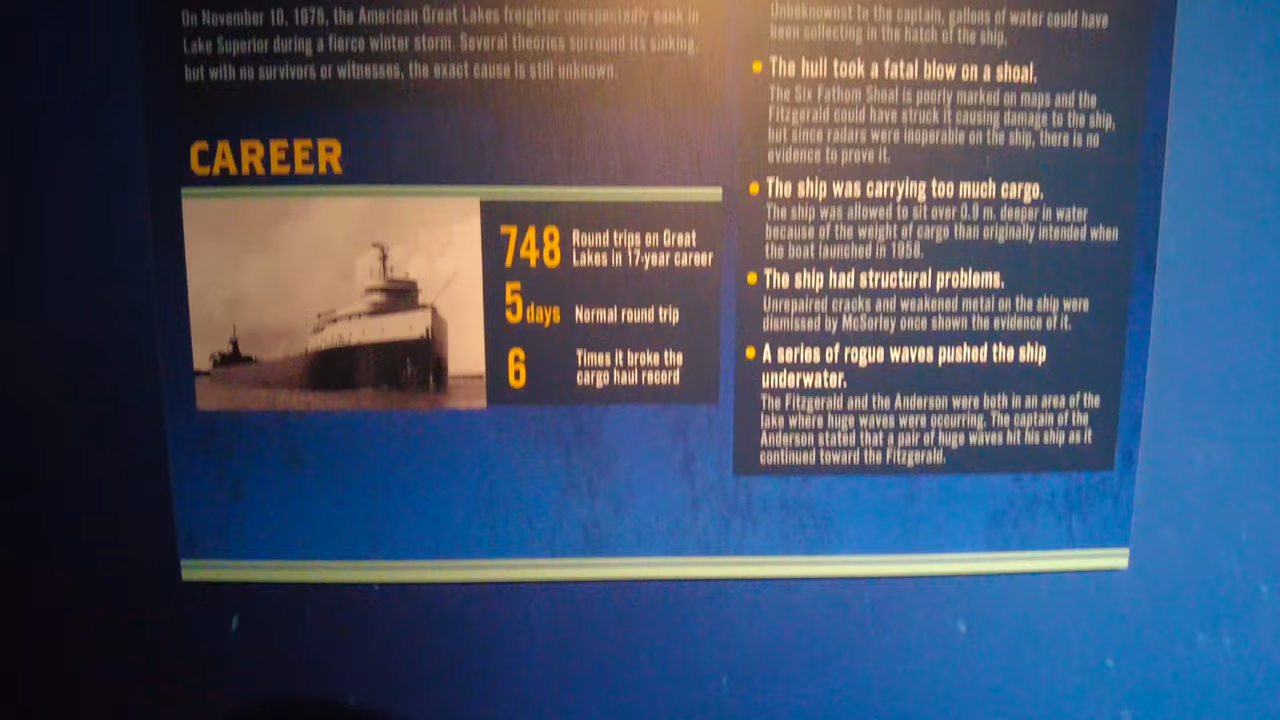 On November 10, 1975, the American Great Lakes freighter unexpectedly sank in
Lake Superior during a fierce winter storm. Several theories surround its sinking,
but with no survivors or witnesses, the exact cause is still unknown.
CAREER
748 Round trips on Great
Lakes in 17-year career
5 days Normal round trip
6 Times it broke the
cargo haul record
Unbeknownst to the captain, gallons of water could have
been collecting in the hatch of the ship.
The hull took a fatal blow on a shoal.
The Six Fathom Shoal is poorly marked on maps and the
Fitzgerald could have struck it causing damage to the ship,
but since radars were inoperable on the ship, there is no
evidence to prove it.
The ship was carrying too much cargo.
The ship was allowed to sit over 0.9 m. deeper in water
because of the weight of cargo than originally intended when
the boat launched in 1958.
The ship had structural problems.
Unrepaired cracks and weakened metal on the ship were
dismissed by McSorley once shown the evidence of it.
A series of rogue waves pushed the ship
underwater.
The Fitzgerald and the Anderson were both in an area of the
lake where huge waves were occurring. The captain of the
Anderson stated that a pair of huge waves hit his ship as it
continued toward the Fitzgerald.